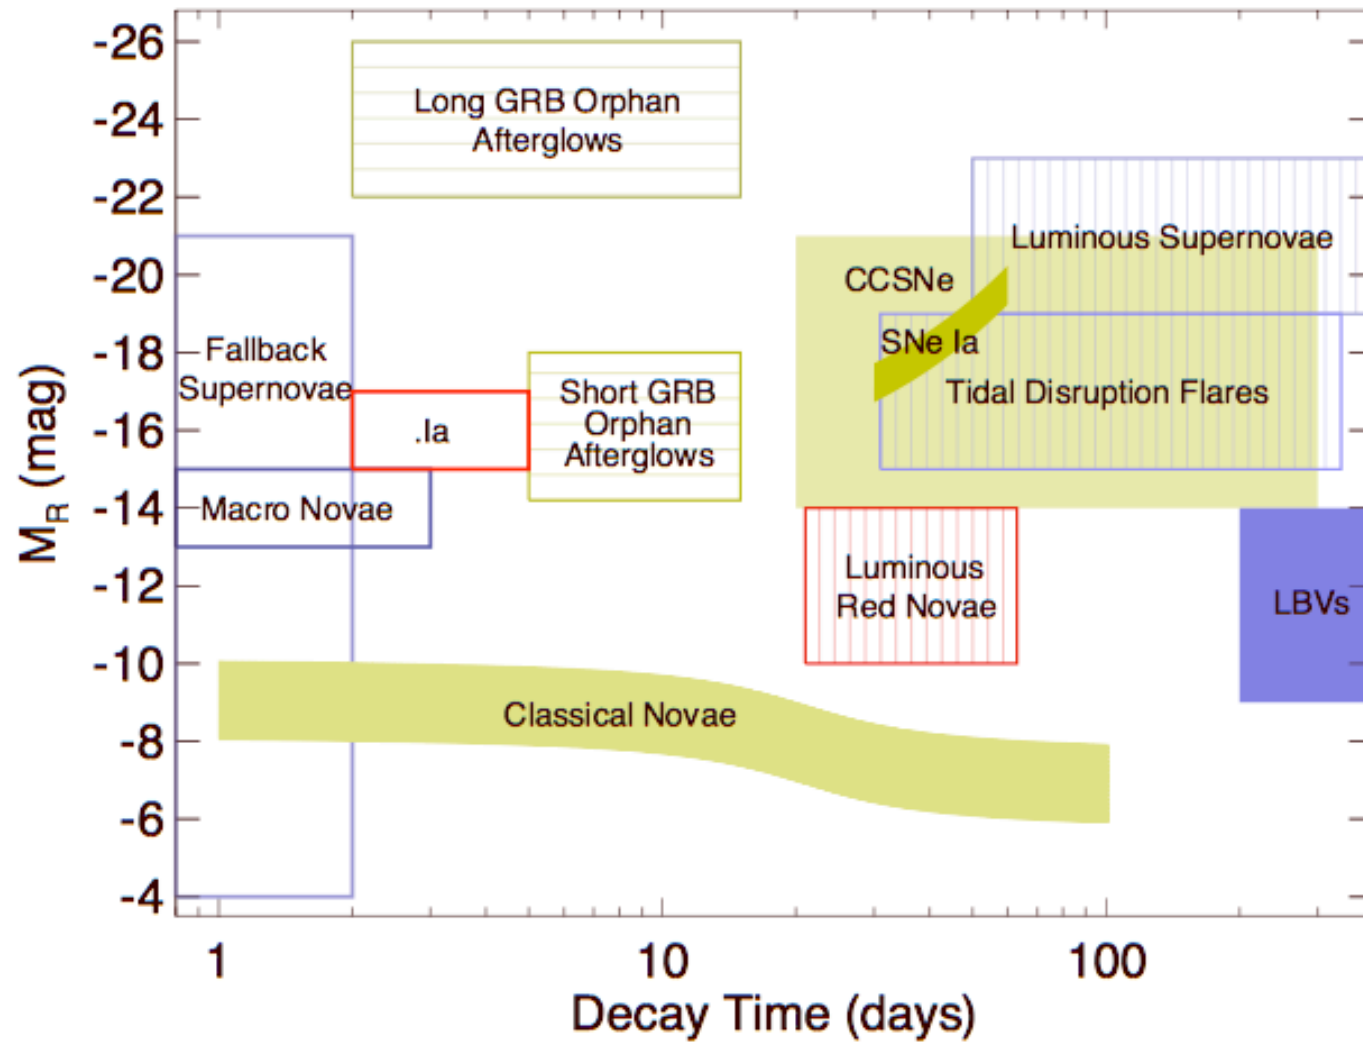 -26
-24
-22
-20
-18
-16
-14
-12
-10
-8
-6
-4
M_R (mag)
Long GRB Orphan
Afterglows
Luminous Supernovae
CCSNe
SNe Ia
Tidal Disruption Flares
Fallback
Supernovae
.Ia
Short GRB
Orphan
Afterglows
Macro Novae
Luminous
Red Novae
LBVs
Classical Novae
1
10
100
Decay Time (days)